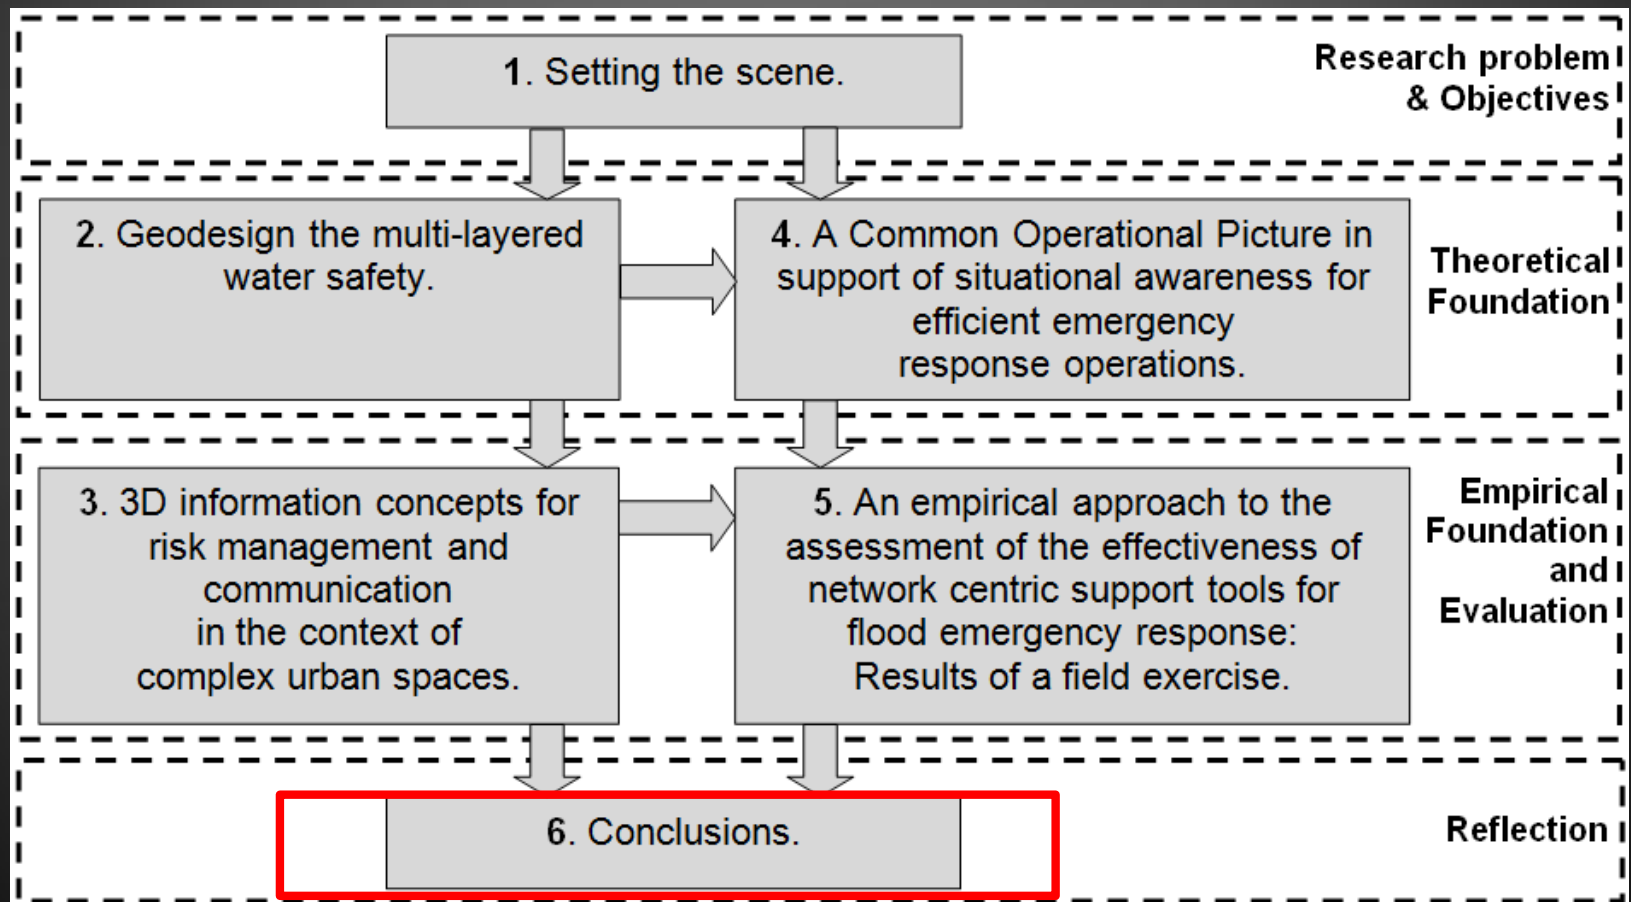 1. Setting the scene.
Research problem
& Objectives
2. Geodesign the multi-layered
water safety.
4. A Common Operational Picture in
support of situational awareness for
efficient emergency
response operations.
Theoretical
Foundation
3. 3D information concepts for
risk management and
communication
in the context of
complex urban spaces.
5. An empirical approach to the
assessment of the effectiveness of
network centric support tools for
flood emergency response:
Results of a field exercise.
Empirical
Foundation
and
Evaluation
6. Conclusions.
Reflection